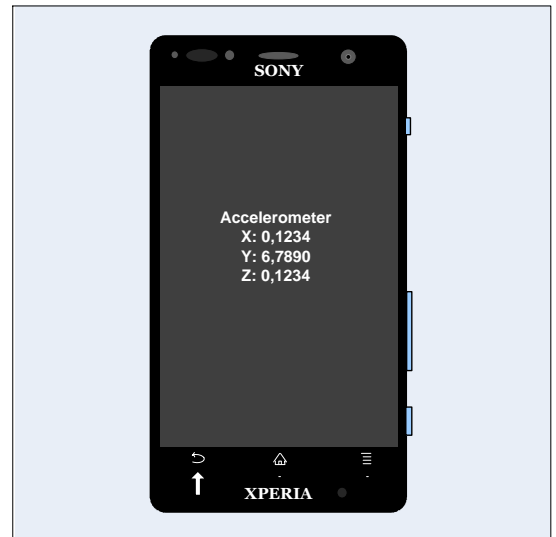 SONY
Accelerometer
X: 0,1234
Y: 6,7890
Z: 0,1234
XPERIA